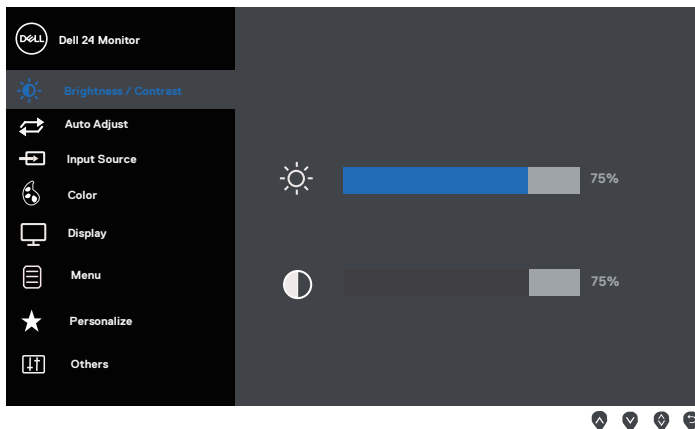 DELL
Dell 24 Monitor
Brightness / Contrast
Auto Adjust
Input Source
75%
Color
Display
Menu
75%
Personalize
Others